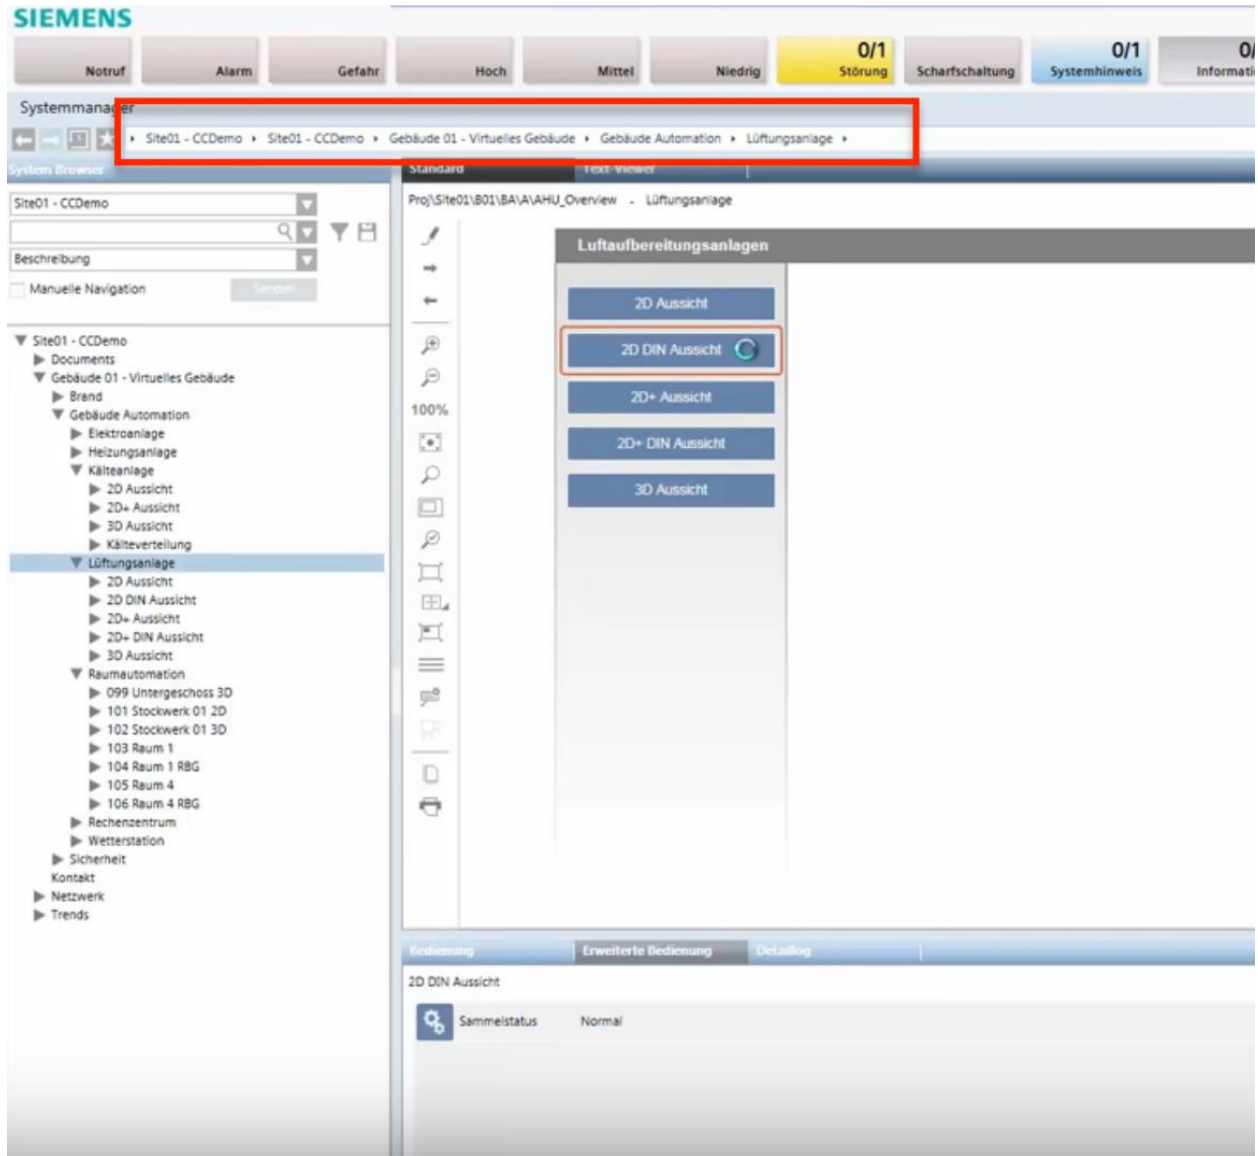 SIEMENS
Notruf Alarm Gefahr Hoch Mittel Niedrig 0/1 Störung Scharfschaltung 0/1 Systemhinweis 0/ Informati
Systemmanager
Site01 - CCDemo Site01 - CCDemo Gebäude 01 - Virtuelles Gebäude Gebäude Automation Lüftungsanlage
System Browser
Site01 - CCDemo
Beschreibung
Manuelle Navigation Senden
Site01 - CCDemo
Documents
Gebäude 01 - Virtuelles Gebäude
Brand
Gebäude Automation
Elektroanlage
Heizungsanlage
Kälteanlage
2D Aussicht
2D+ Aussicht
3D Aussicht
Kälteverteilung
Lüftungsanlage
2D Aussicht
2D DIN Aussicht
2D+ Aussicht
2D+ DIN Aussicht
3D Aussicht
Raumautomation
099 Untergeschoss 3D
101 Stockwerk 01 2D
102 Stockwerk 01 3D
103 Raum 1
104 Raum 1 RBG
105 Raum 4
106 Raum 4 RBG
Rechenzentrum
Wetterstation
Sicherheit
Kontakt
Netzwerk
Trends
Standard Text-Viewer
Proj\Site01\B01\BA\A\AHU_Overview - Lüftungsanlage
100%
Luftaufbereitungsanlagen
2D Aussicht
2D DIN Aussicht
2D+ Aussicht
2D+ DIN Aussicht
3D Aussicht
Bedienung Erweiterte Bedienung Detaillog
2D DIN Aussicht
Sammelstatus Normal